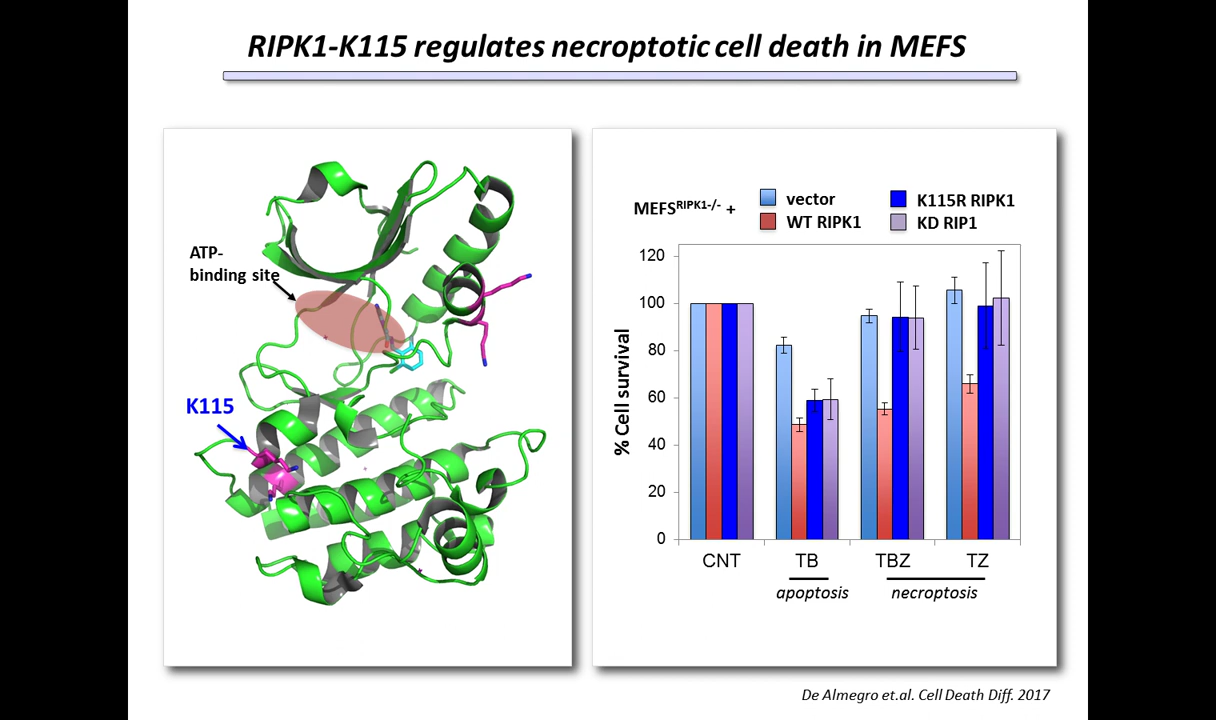 RIPK1-K115 regulates necroptotic cell death in MEFS
ATP-
binding site
K115
MEFS^RIPK1-/- +
vector
WT RIPK1
K115R RIPK1
KD RIP1
% Cell survival
120
100
80
60
40
20
0
CNT TB TBZ TZ
apoptosis necroptosis
De Almegro et.al. Cell Death Diff. 2017